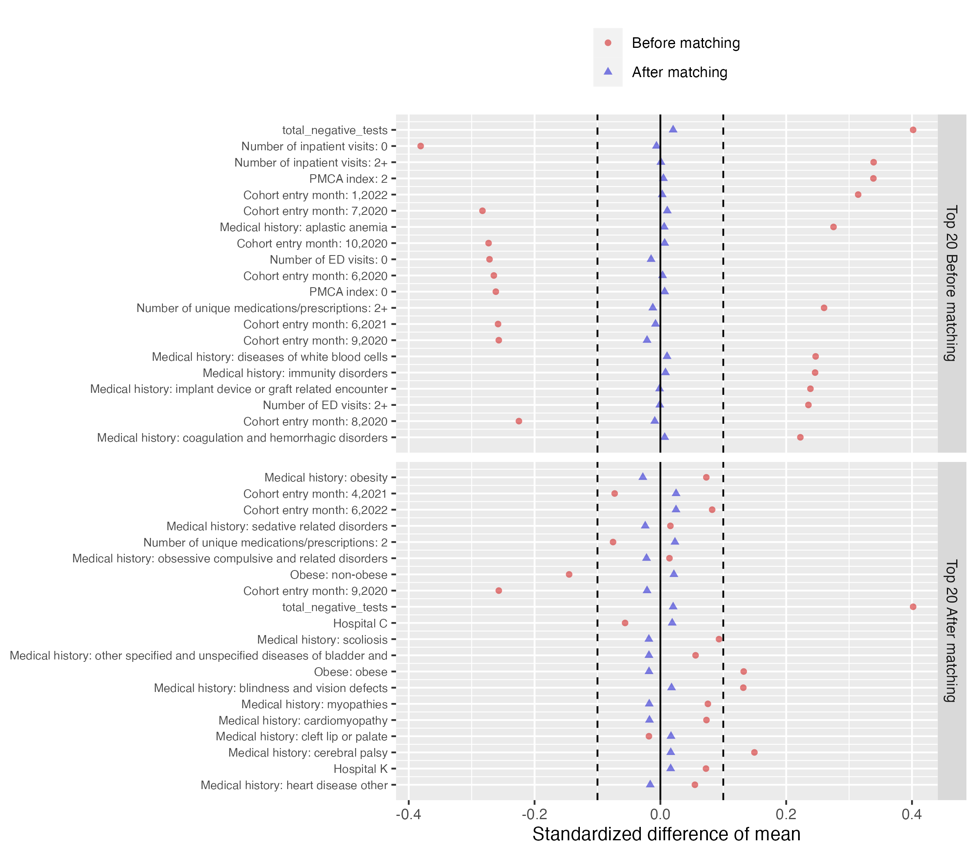 Before matching
After matching
total_negative_tests
Number of inpatient visits: 0
Number of inpatient visits: 2+
PMCA index: 2
Cohort entry month: 1,2022
Cohort entry month: 7,2020
Medical history: aplastic anemia
Cohort entry month: 10,2020
Number of ED visits: 0
Cohort entry month: 6,2020
PMCA index: 0
Number of unique medications/prescriptions: 2+
Cohort entry month: 6,2021
Cohort entry month: 9,2020
Medical history: diseases of white blood cells
Medical history: immunity disorders
Medical history: implant device or graft related encounter
Number of ED visits: 2+
Cohort entry month: 8,2020
Medical history: coagulation and hemorrhagic disorders
Top 20 Before matching
Medical history: obesity
Cohort entry month: 4,2021
Cohort entry month: 6,2022
Medical history: sedative related disorders
Number of unique medications/prescriptions: 2
Medical history: obsessive compulsive and related disorders
Obese: non-obese
Cohort entry month: 9,2020
total_negative_tests
Hospital C
Medical history: scoliosis
Medical history: other specified and unspecified diseases of bladder and
Obese: obese
Medical history: blindness and vision defects
Medical history: myopathies
Medical history: cardiomyopathy
Medical history: cleft lip or palate
Medical history: cerebral palsy
Hospital K
Medical history: heart disease other
Top 20 After matching
-0.4 -0.2 0.0 0.2 0.4
Standardized difference of mean